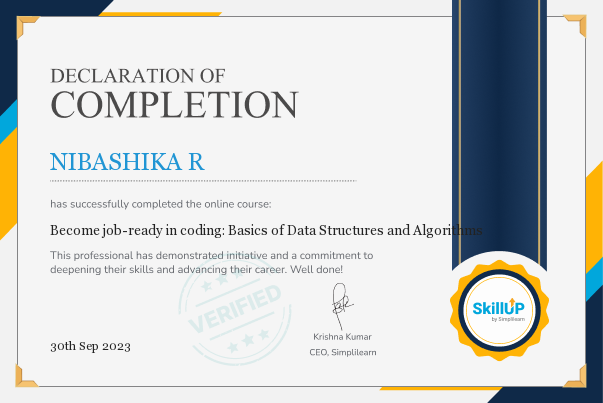 DECLARATION OF
COMPLETION
NIBASHIKA R
has successfully completed the online course:
Become job-ready in coding: Basics of Data Structures and Algorithms
This professional has demonstrated initiative and a commitment to
deepening their skills and advancing their career. Well done!
VERIFIED
30th Sep 2023
Krishna Kumar
CEO, Simplilearn
SkillUP
by Simplilearn